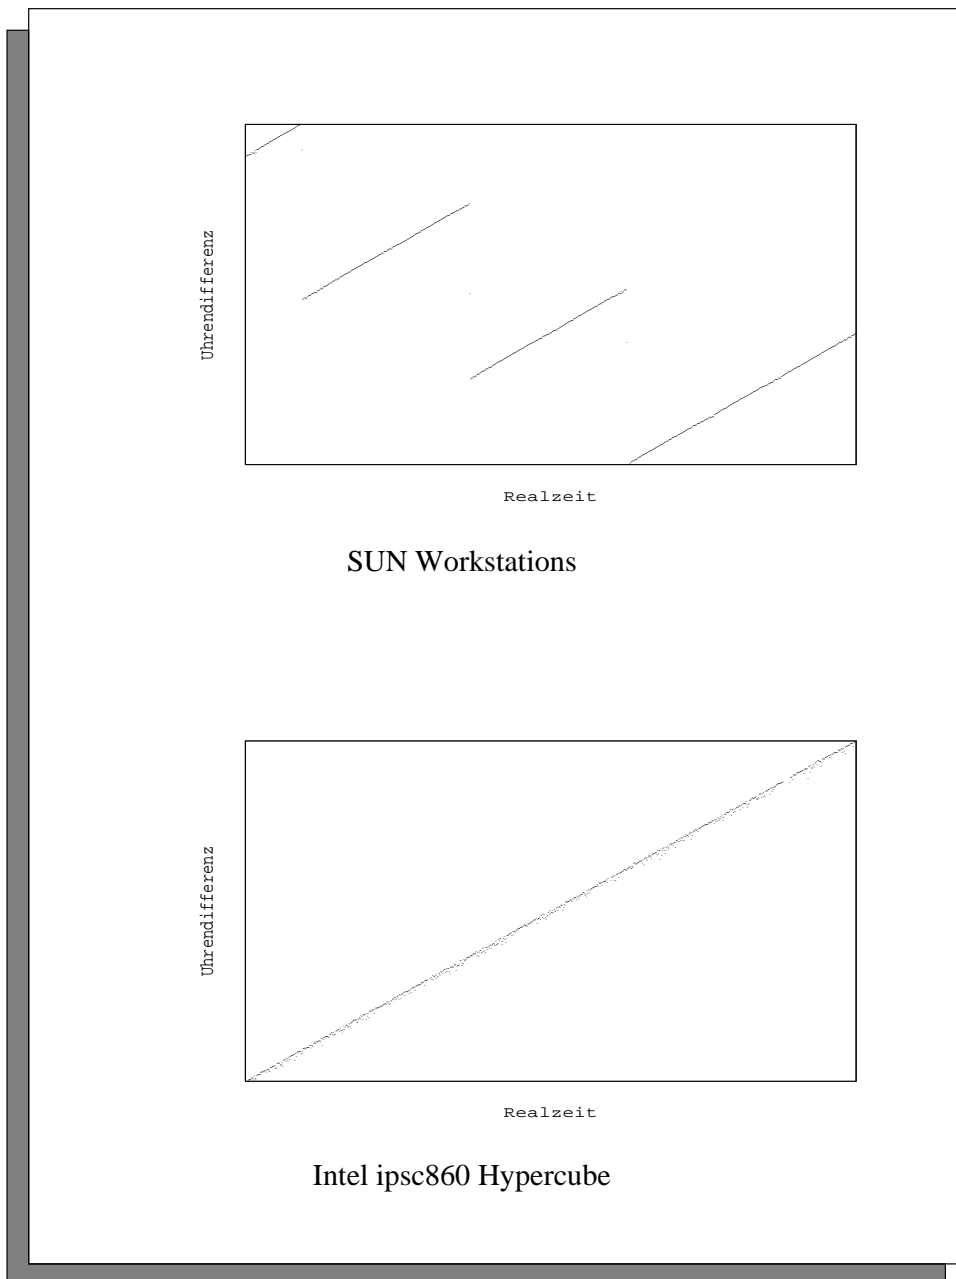 Uhrendifferenz
Realzeit
SUN Workstations
Uhrendifferenz
Realzeit
Intel ipsc860 Hypercube